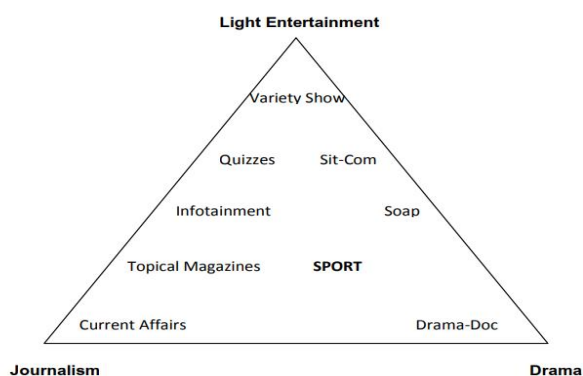 Light Entertainment
Variety Show
Quizzes Sit-Com
Infotainment Soap
Topical Magazines SPORT
Current Affairs Drama-Doc
Journalism Drama